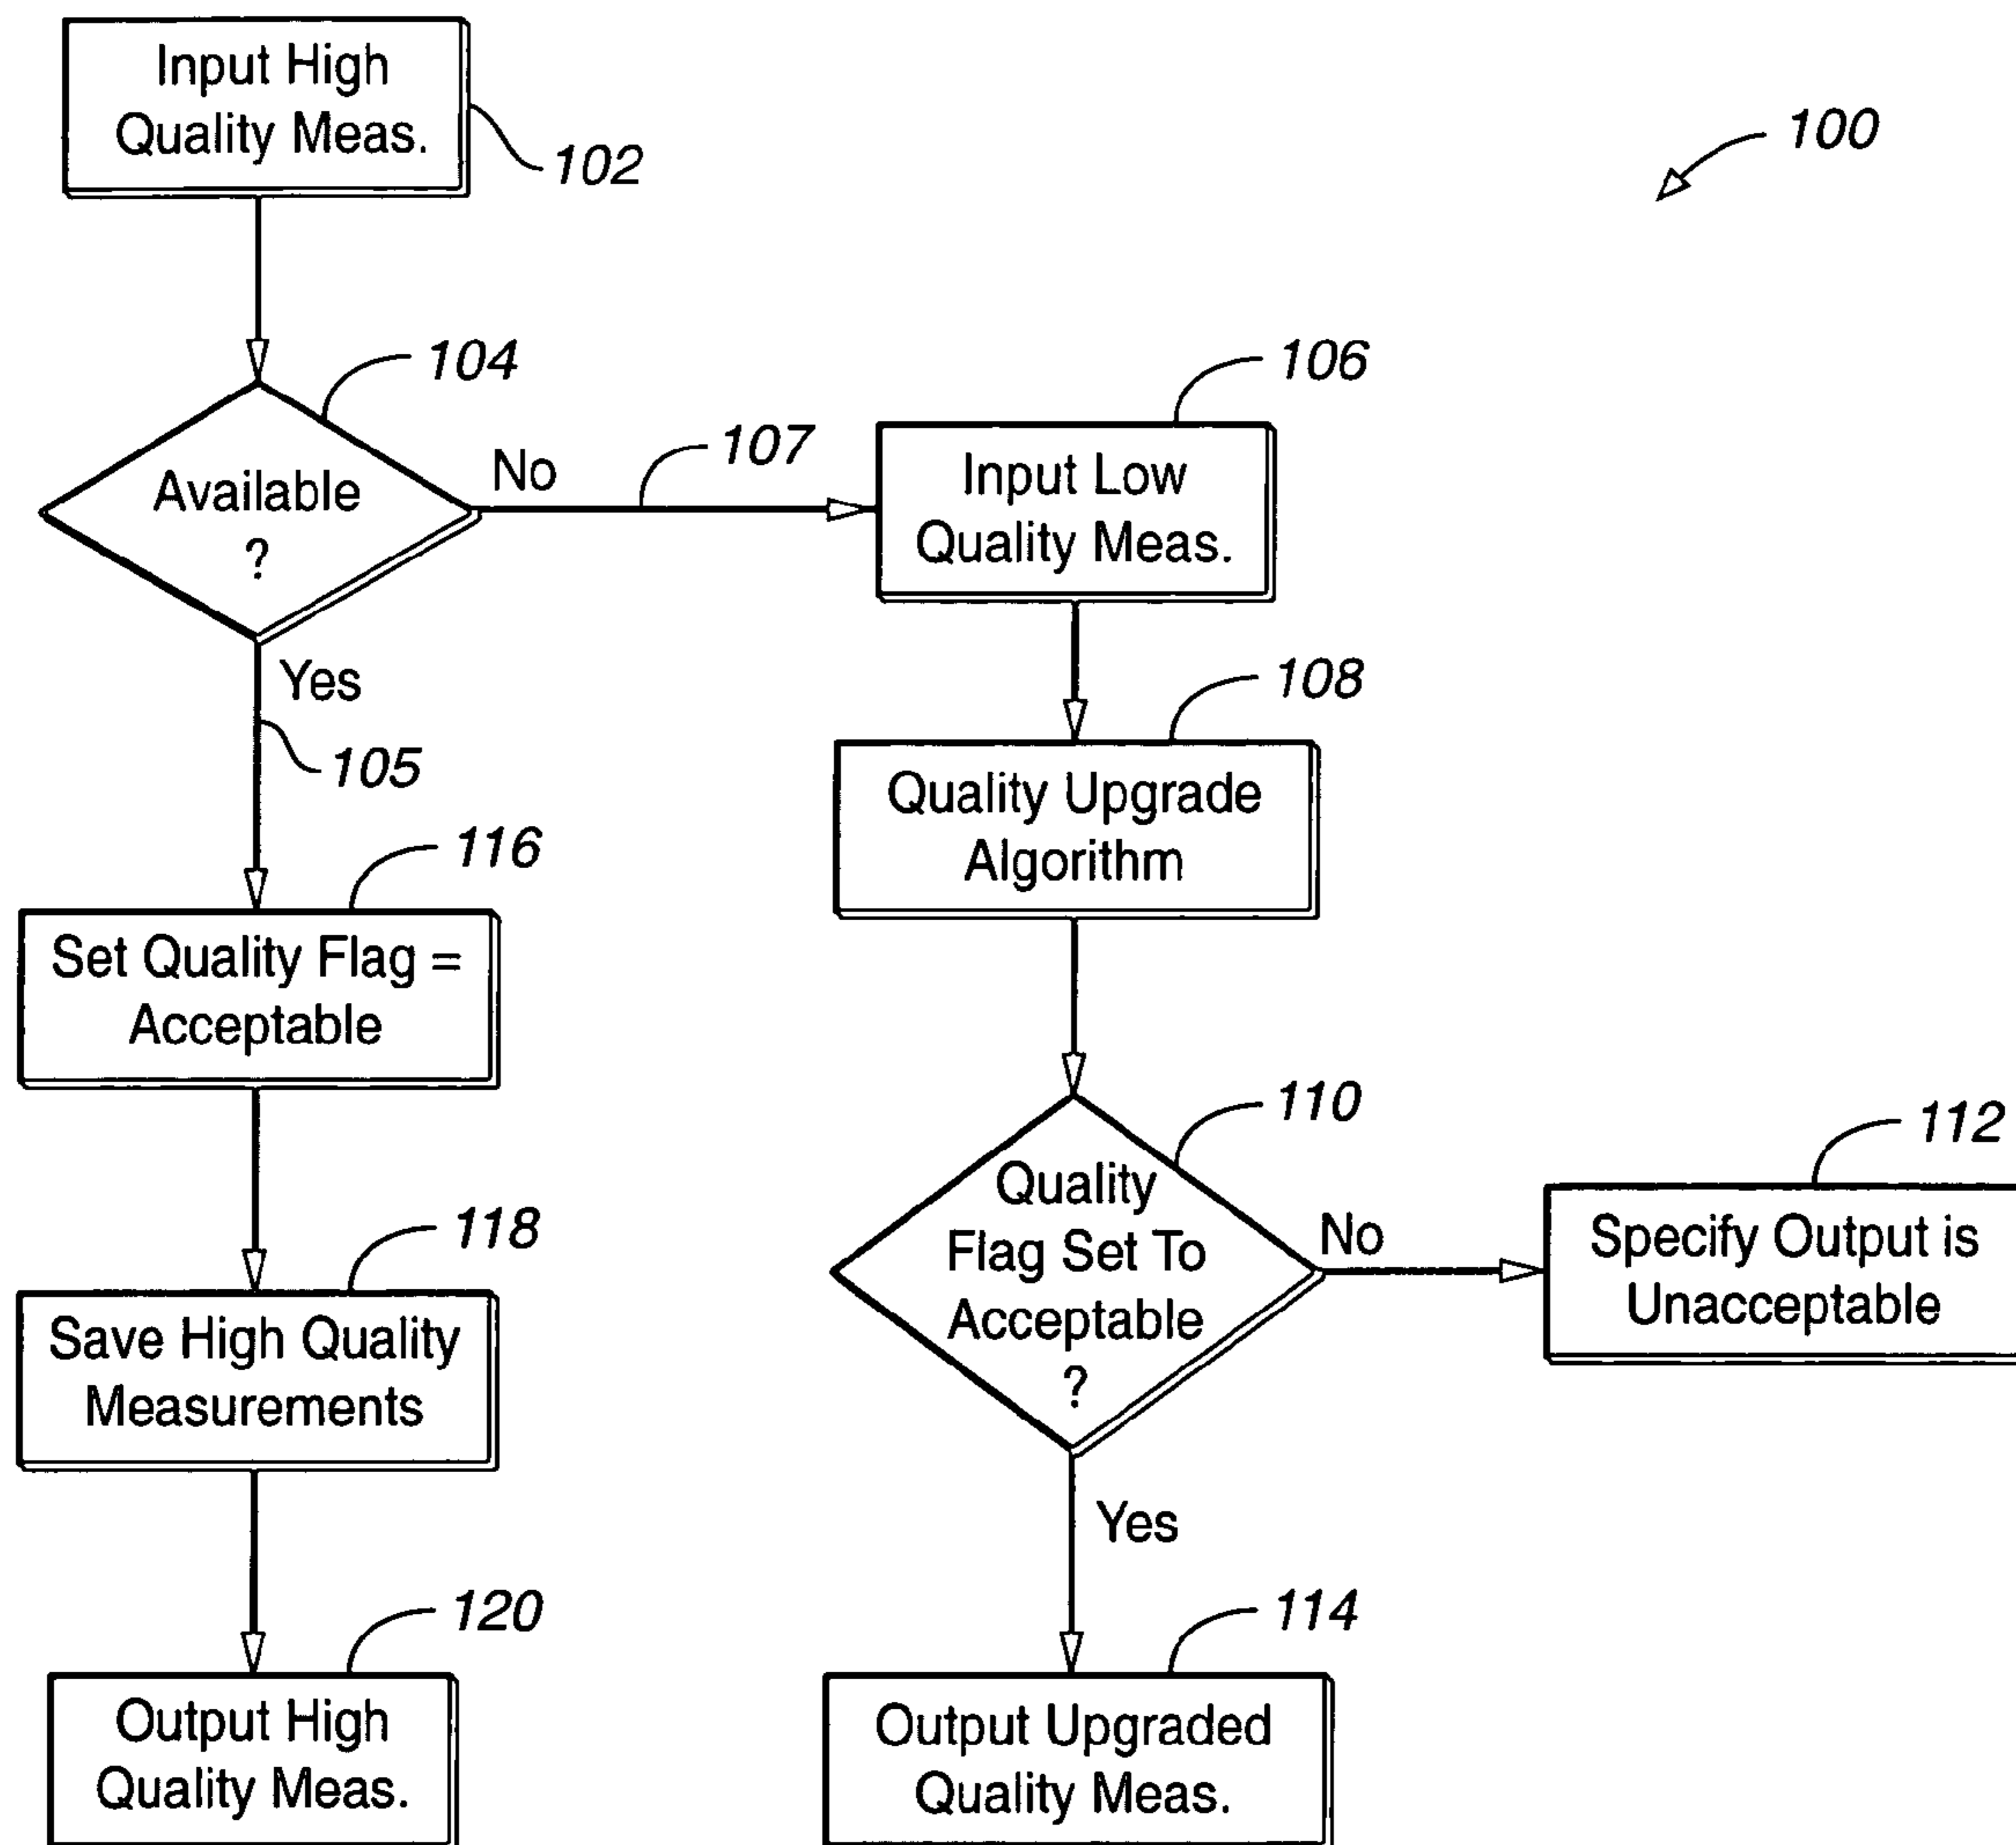 Input High
Quality Meas.
102
100
104
Available
?
No
107
106
Input Low
Quality Meas.
Yes
105
108
Quality Upgrade
Algorithm
116
Set Quality Flag =
Acceptable
110
Quality
Flag Set To
Acceptable
?
No
112
Specify Output is
Unacceptable
118
Save High Quality
Measurements
Yes
120
Output High
Quality Meas.
114
Output Upgraded
Quality Meas.